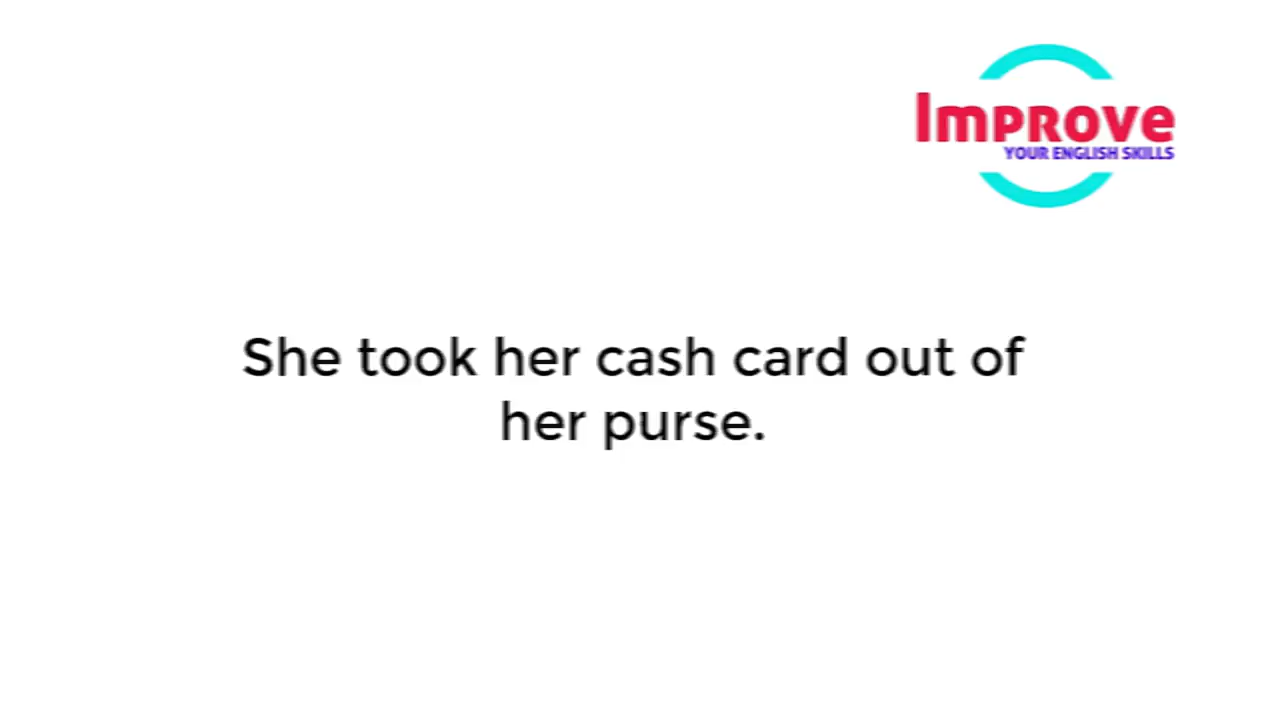 Improve
YOUR ENGLISH SKILLS
She took her cash card out of
her purse.